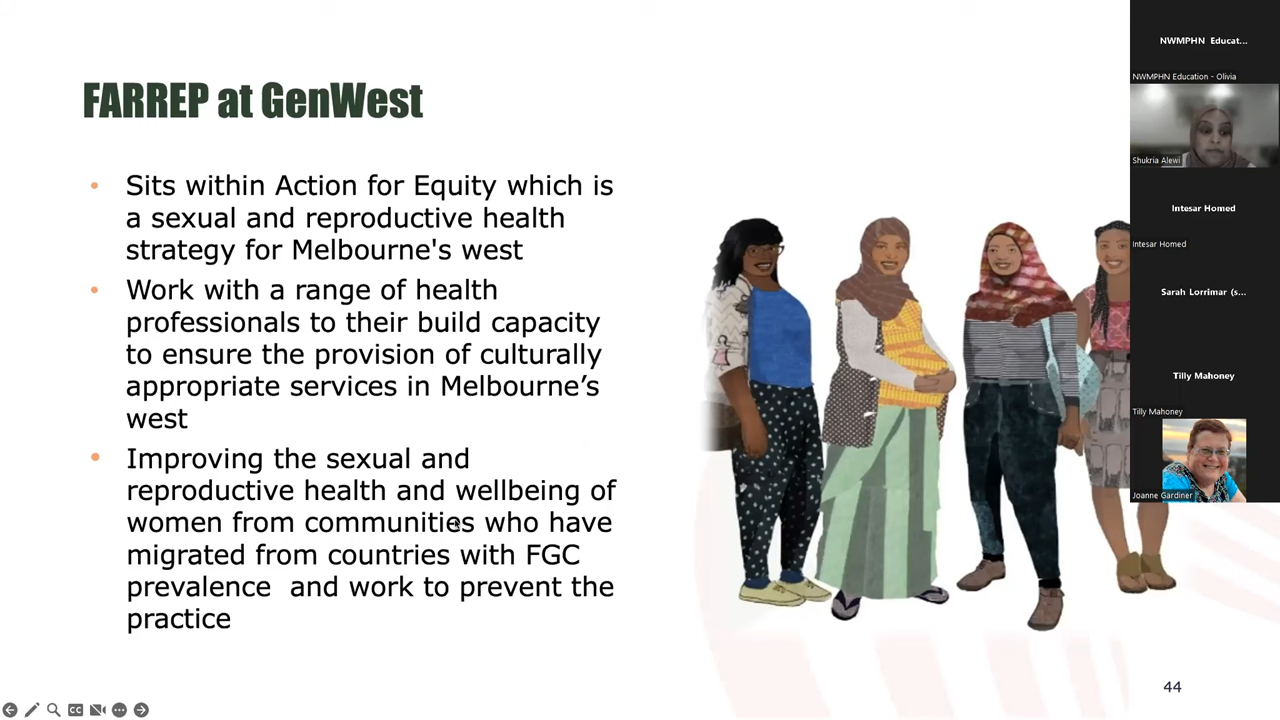 FARREP at GenWest
• Sits within Action for Equity which is
a sexual and reproductive health
strategy for Melbourne's west
• Work with a range of health
professionals to their build capacity
to ensure the provision of culturally
appropriate services in Melbourne’s
west
• Improving the sexual and
reproductive health and wellbeing of
women from communities who have
migrated from countries with FGC
prevalence  and work to prevent the
practice
44
NWMPHN Educat...
NWMPHN Education - Olivia
Shukria Alewi
Intesar Homed
Intesar Homed
Sarah Lorrimar (s...
Tilly Mahoney
Tilly Mahoney
Joanne Gardiner
CC